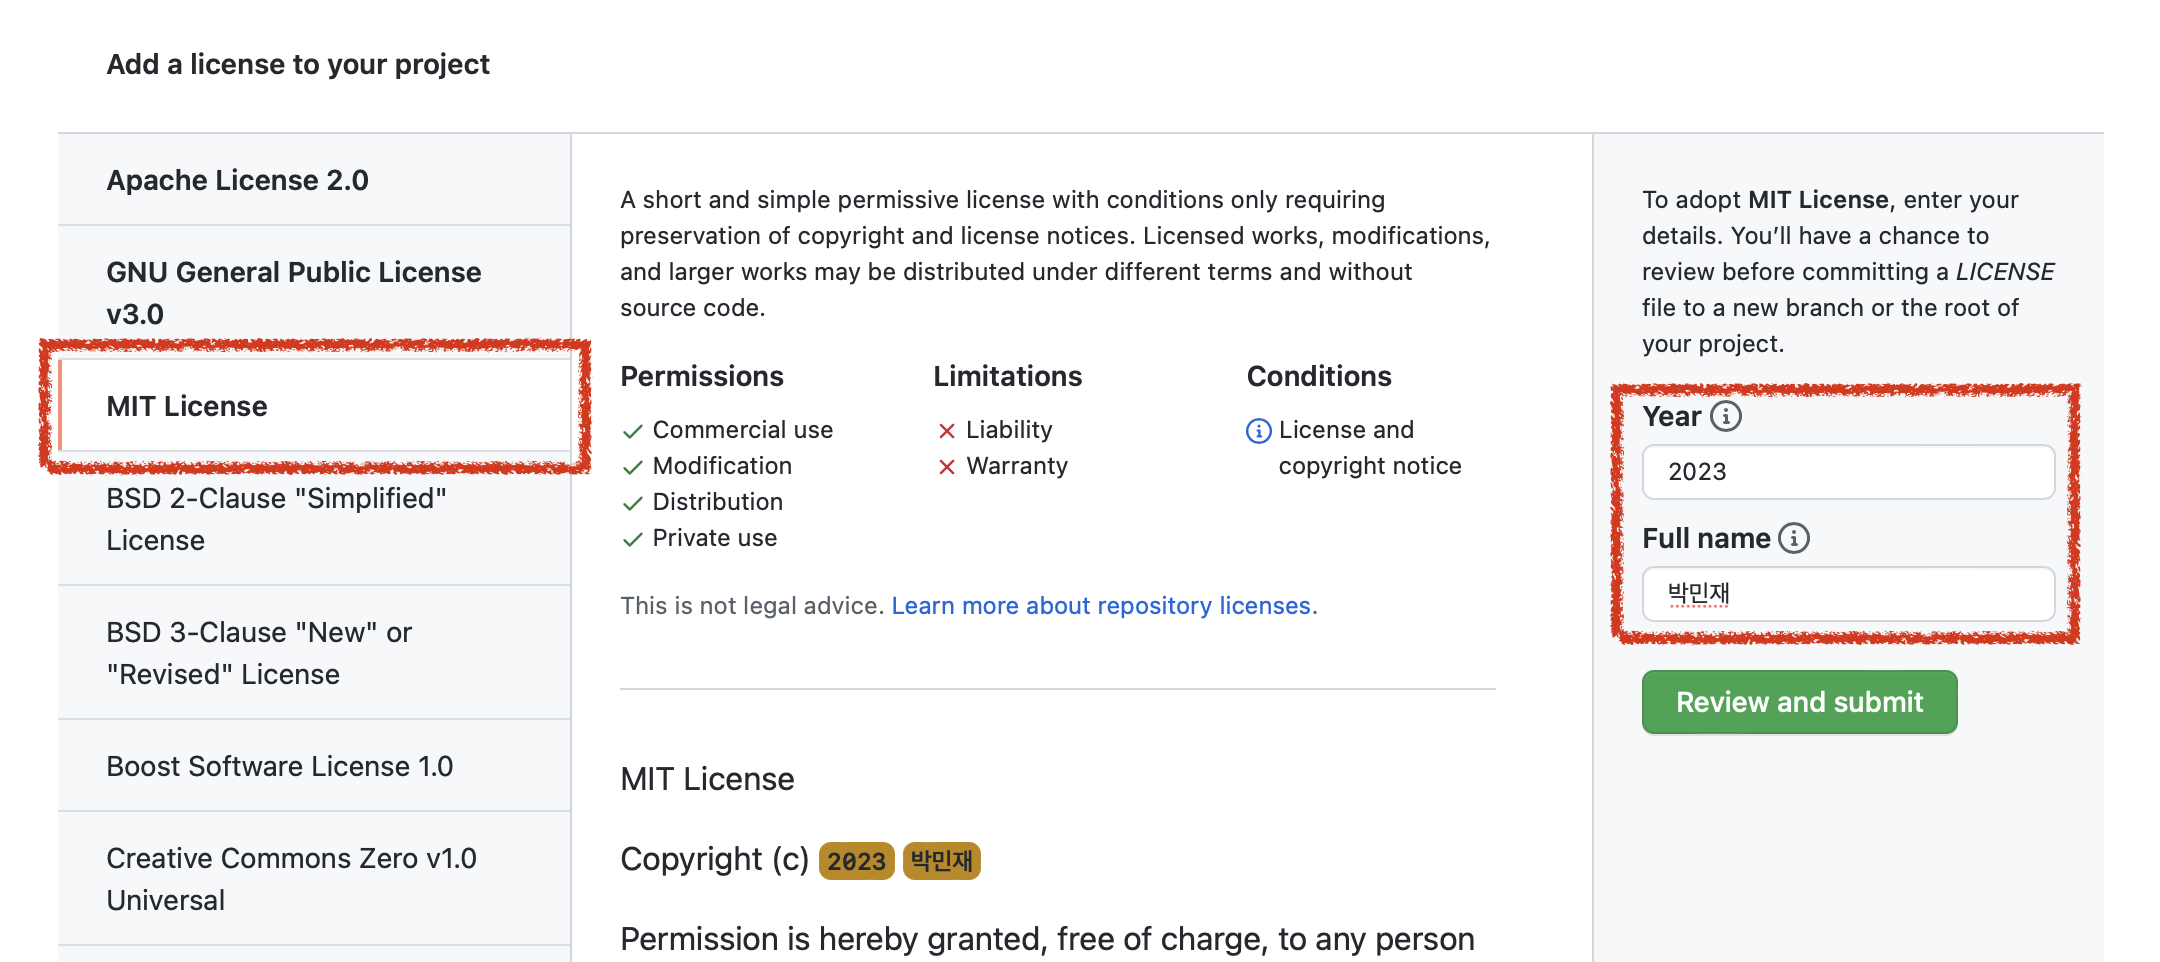 Add a license to your project
Apache License 2.0
GNU General Public License
v3.0
MIT License
BSD 2-Clause "Simplified"
License
BSD 3-Clause "New" or
"Revised" License
Boost Software License 1.0
Creative Commons Zero v1.0
Universal
A short and simple permissive license with conditions only requiring
preservation of copyright and license notices. Licensed works, modifications,
and larger works may be distributed under different terms and without
source code.
Permissions
Commercial use
Modification
Distribution
Private use
Limitations
Liability
Warranty
Conditions
License and
copyright notice
This is not legal advice. Learn more about repository licenses.
MIT License
Copyright (c) 2023 박민재
Permission is hereby granted, free of charge, to any person
To adopt MIT License, enter your
details. You’ll have a chance to
review before committing a LICENSE
file to a new branch or the root of
your project.
Year
2023
Full name
박민재
Review and submit